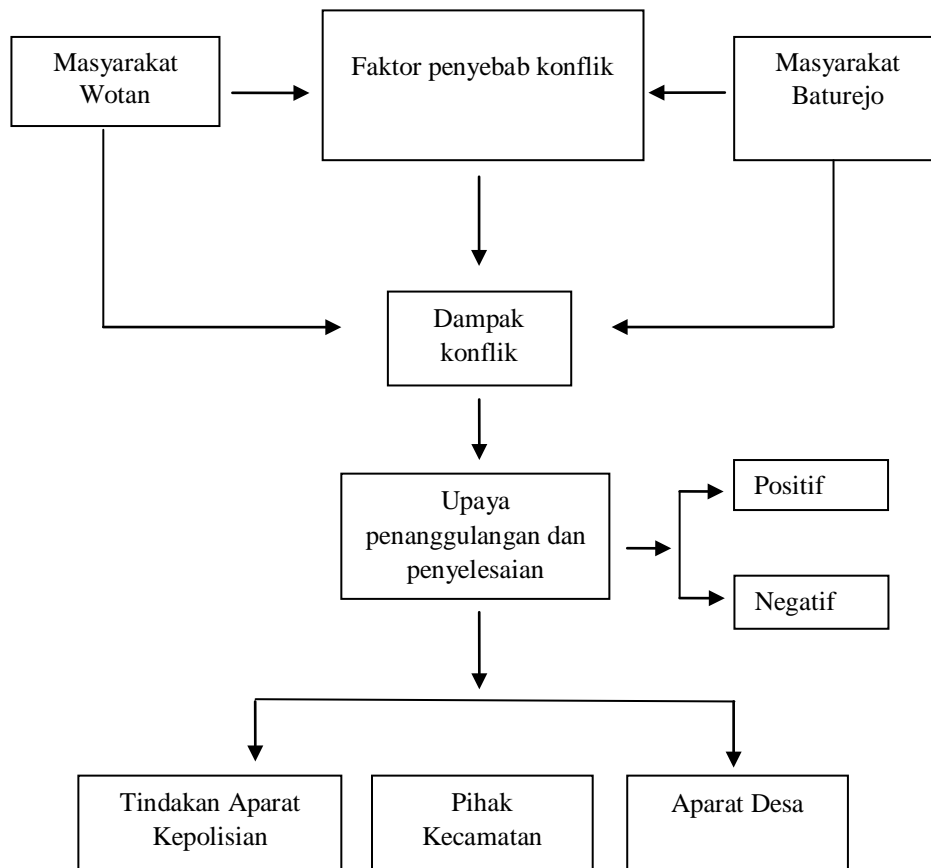 Masyarakat
Wotan
Faktor penyebab konflik
Masyarakat
Baturejo
Dampak
konflik
Upaya
penanggulangan dan
penyelesaian
Positif
Negatif
Tindakan Aparat
Kepolisian
Pihak
Kecamatan
Aparat Desa